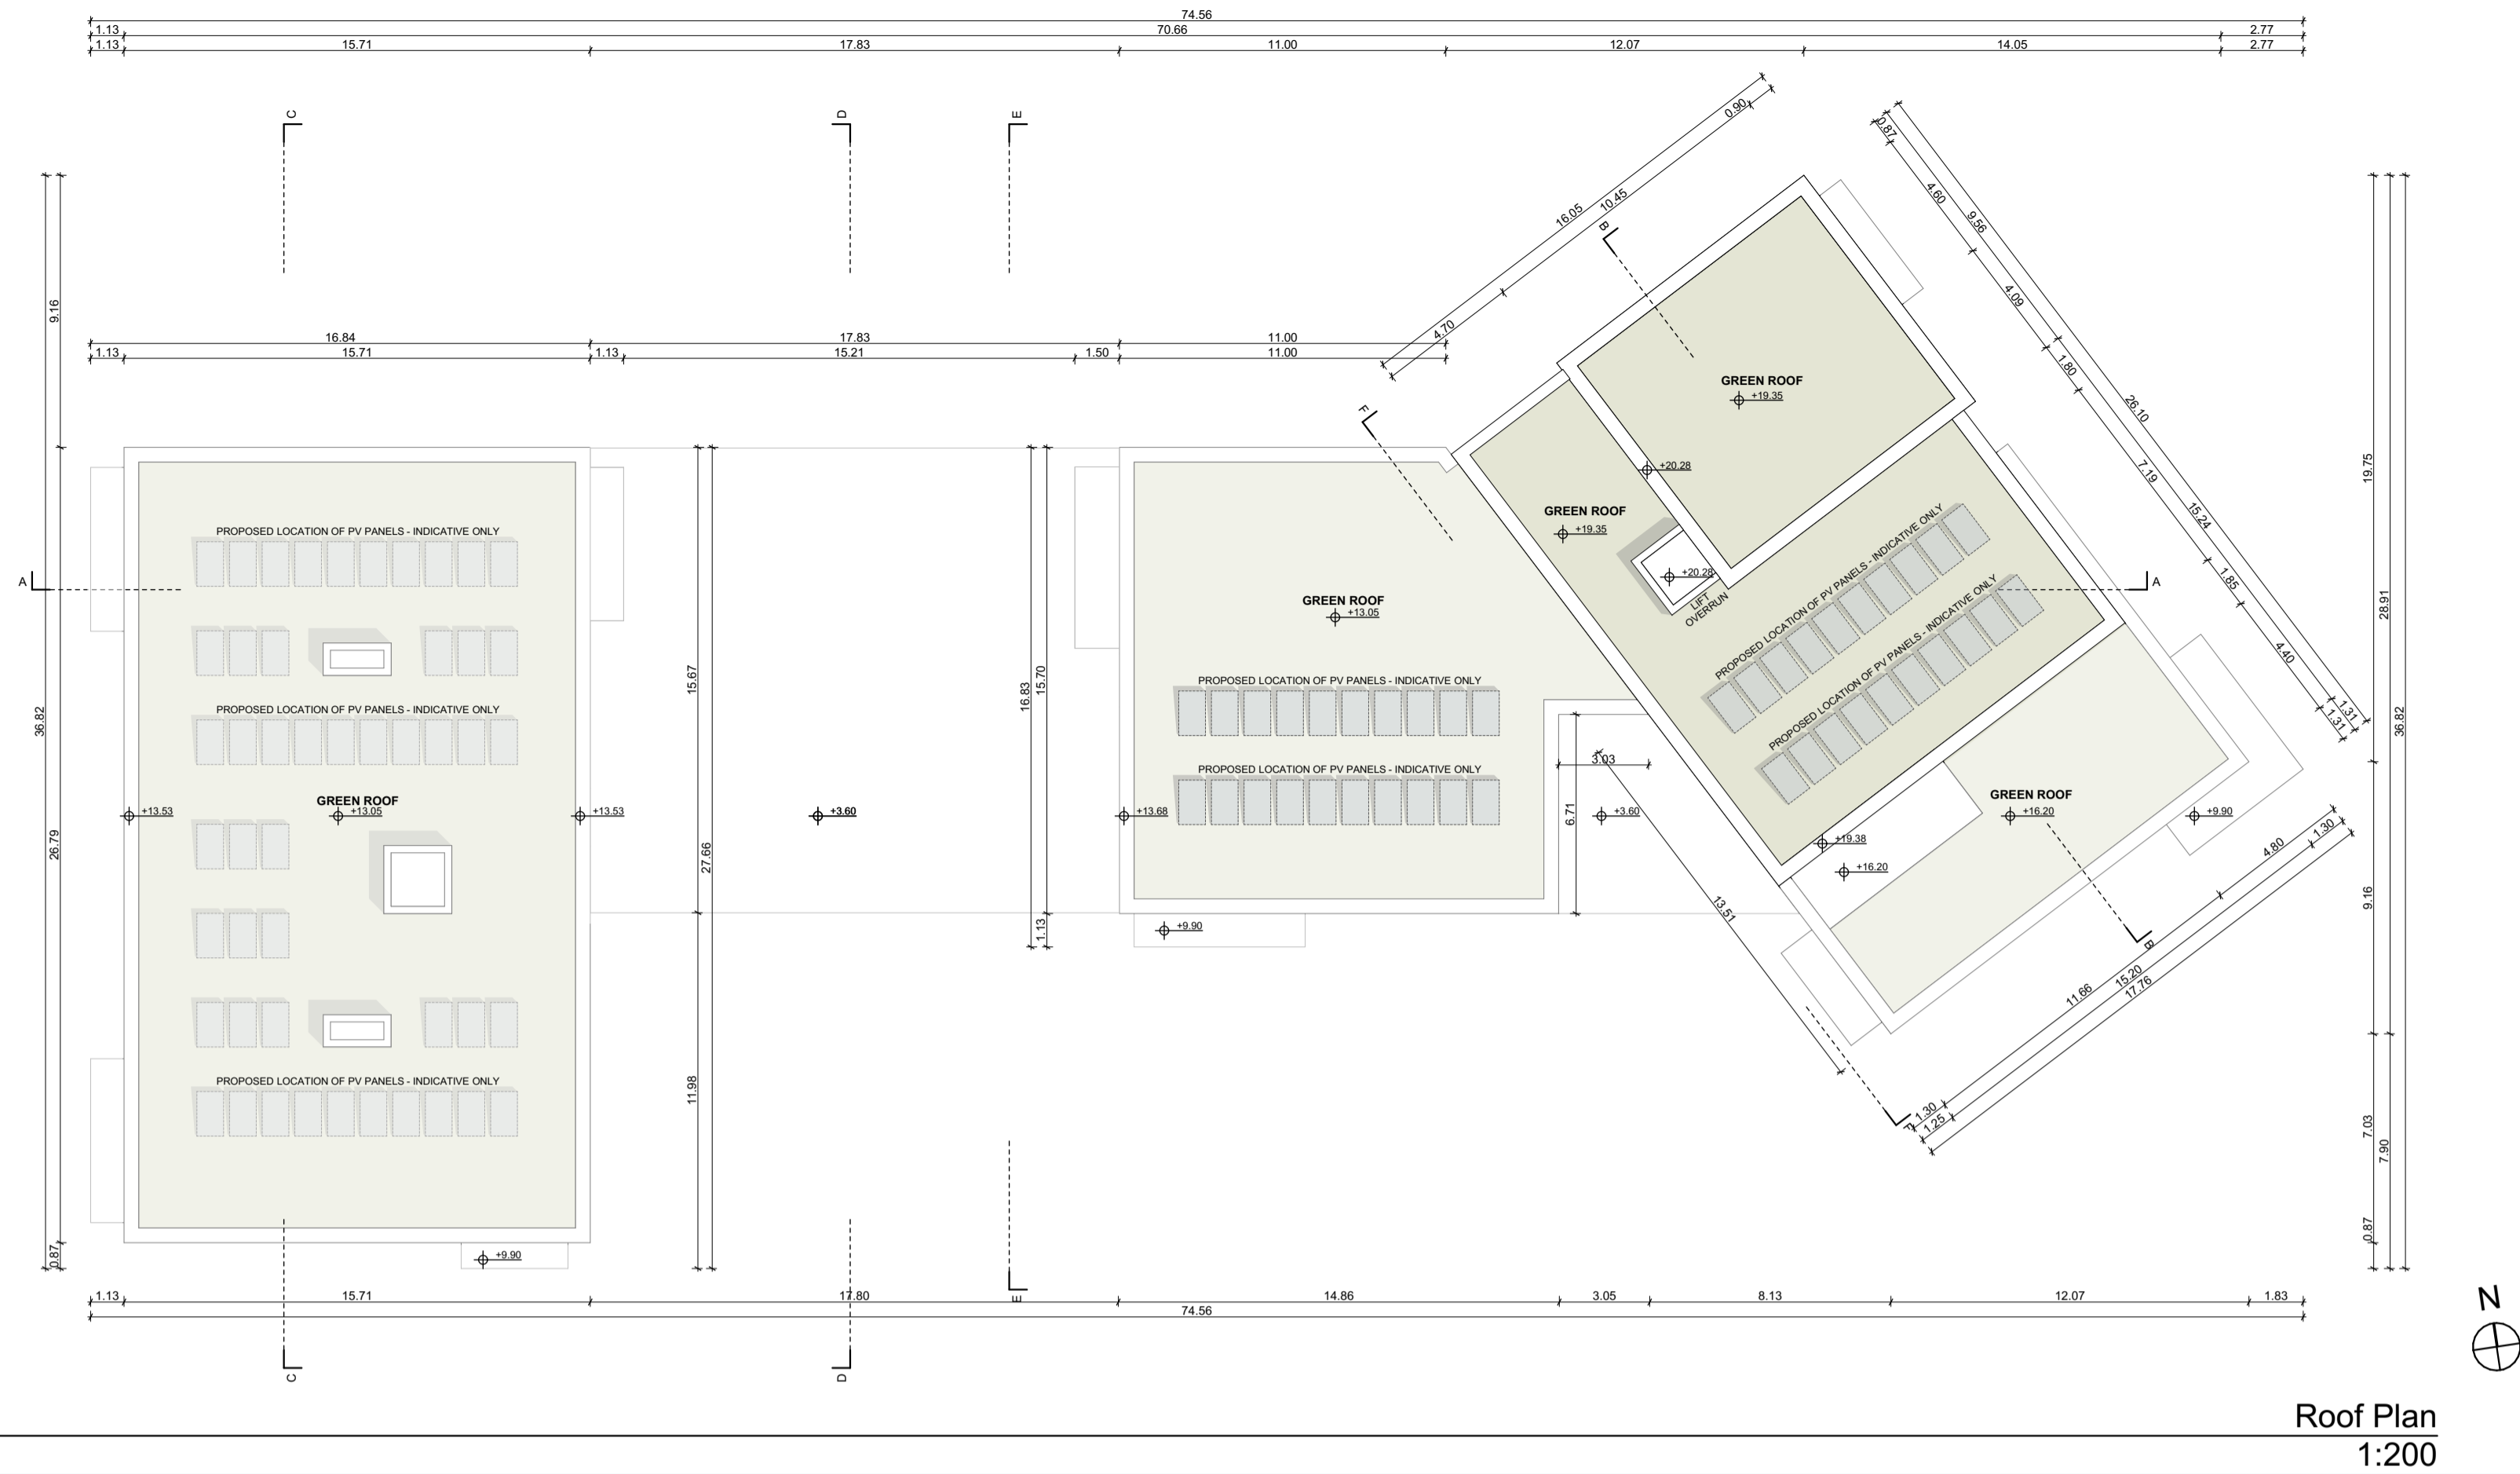 74.56
1.13 70.66 2.77
1.13 15.71 17.83 11.00 12.07 14.05 2.77
C D E
0.90
0.87
16.05 10.45
4.60
9.56
B
4.09
9.16
4.70
1.80
16.84 17.83 11.00
1.13 15.71 1.13 15.21 1.50 11.00
GREEN ROOF
+19.35
26.10
F
+20.28
19.75
7.19
GREEN ROOF
+19.35
15.24
PROPOSED LOCATION OF PV PANELS - INDICATIVE ONLY
A
+20.28
LIFT
OVERRUN
1.85
A
28.91
GREEN ROOF
+13.05
PROPOSED LOCATION OF PV PANELS - INDICATIVE ONLY
PROPOSED LOCATION OF PV PANELS - INDICATIVE ONLY
4.40
15.67
16.83
15.70
PROPOSED LOCATION OF PV PANELS - INDICATIVE ONLY
PROPOSED LOCATION OF PV PANELS - INDICATIVE ONLY
1.31
1.31
36.82
36.82
3.03
PROPOSED LOCATION OF PV PANELS - INDICATIVE ONLY
GREEN ROOF
GREEN ROOF
+13.53 +13.05 +13.53 +3.60 +13.68 +3.60 +16.20 +9.90
6.71
26.79
27.66
+19.38
+16.20
4.80
1.30
9.16
13.51
1.13
+9.90
B
15.20
11.66
17.76
PROPOSED LOCATION OF PV PANELS - INDICATIVE ONLY
11.98
1.30
1.25
F
7.03
7.90
0.87
0.87
+9.90
1.13 15.71 17.80 E 14.86 3.05 8.13 12.07 1.83
74.56
C D
N
Roof Plan
1:200